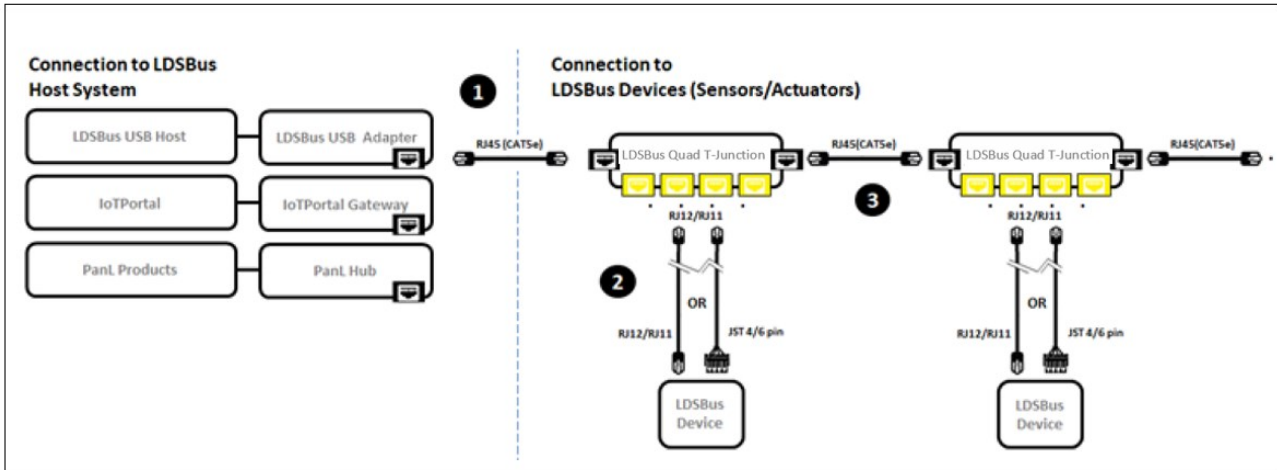 Connection to LDSBus
Host System
LDSBus USB Host
LDSBus USB Adapter
IoTPortal
IoTPortal Gateway
PanL Products
PanL Hub
1
RJ45 (CAT5e)
Connection to
LDSBus Devices (Sensors/Actuators)
LDSBus Quad T-Junction
RJ45(CAT5e)
LDSBus Quad T-Junction
RJ45(CAT5e)
3
RJ12/RJ11
2
OR
RJ12/RJ11
JST 4/6 pin
LDSBus
Device
RJ12/RJ11
OR
RJ12/RJ11
JST 4/6 pin
LDSBus
Device